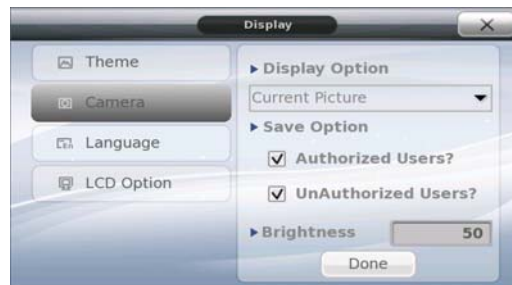 Display
Theme
Camera
Language
LCD Option
Display Option
Current Picture
Save Option
Authorized Users?
UnAuthorized Users?
Brightness 50
Done